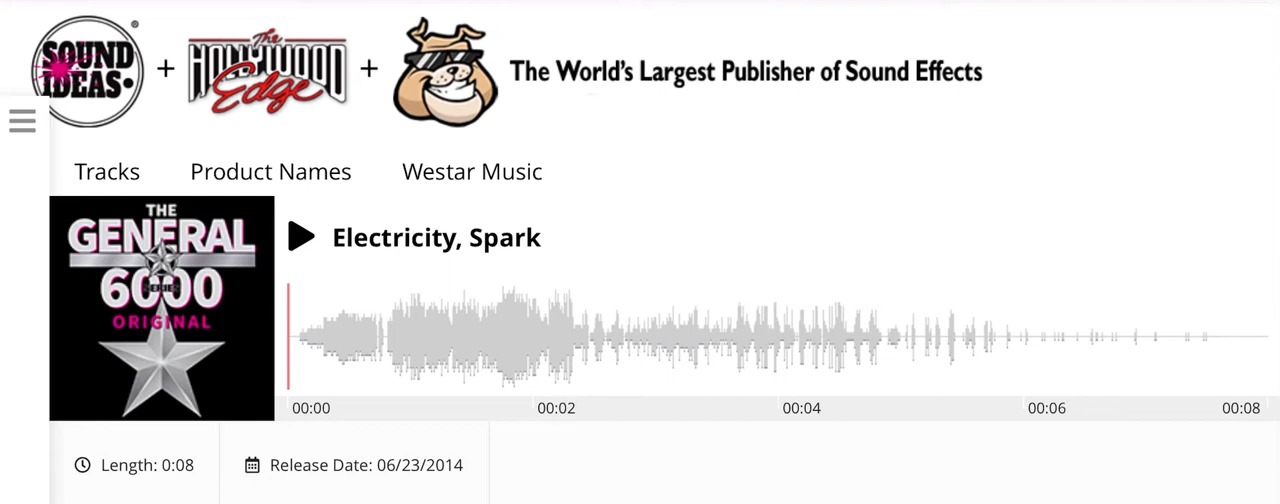 SOUND IDEAS ® + The HOLLYWOOD Edge + The World's Largest Publisher of Sound Effects
Tracks Product Names Westar Music
THE
GENERAL
6000
SERIES
ORIGINAL
Electricity, Spark
00:00 00:02 00:04 00:06 00:08
Length: 0:08 Release Date: 06/23/2014